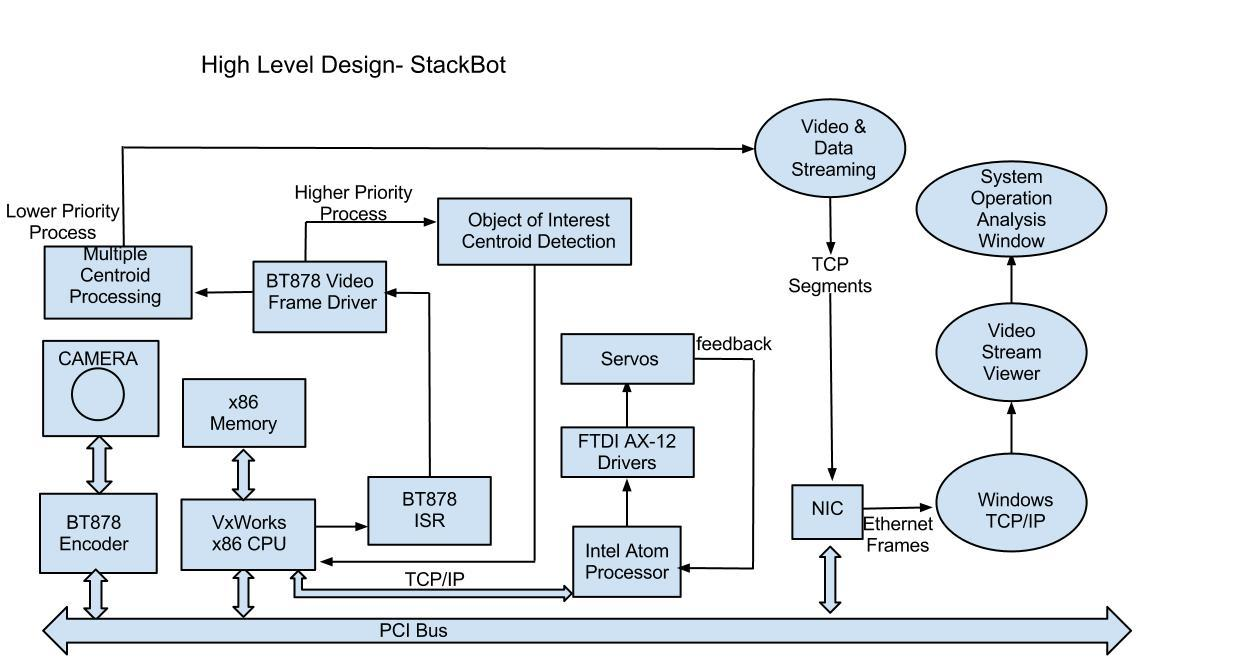 High Level Design- StackBot
Video &
Data
Streaming
System
Operation
Analysis
Window
Higher Priority
Process
Lower Priority
Process
Object of Interest
Centroid Detection
Multiple
Centroid
Processing
BT878 Video
Frame Driver
TCP
Segments
CAMERA
x86
Memory
Servos
feedback
Video
Stream
Viewer
FTDI AX-12
Drivers
BT878
Encoder
VxWorks
x86 CPU
BT878
ISR
Intel Atom
Processor
NIC
Ethernet
Frames
Windows
TCP/IP
TCP/IP
PCI Bus